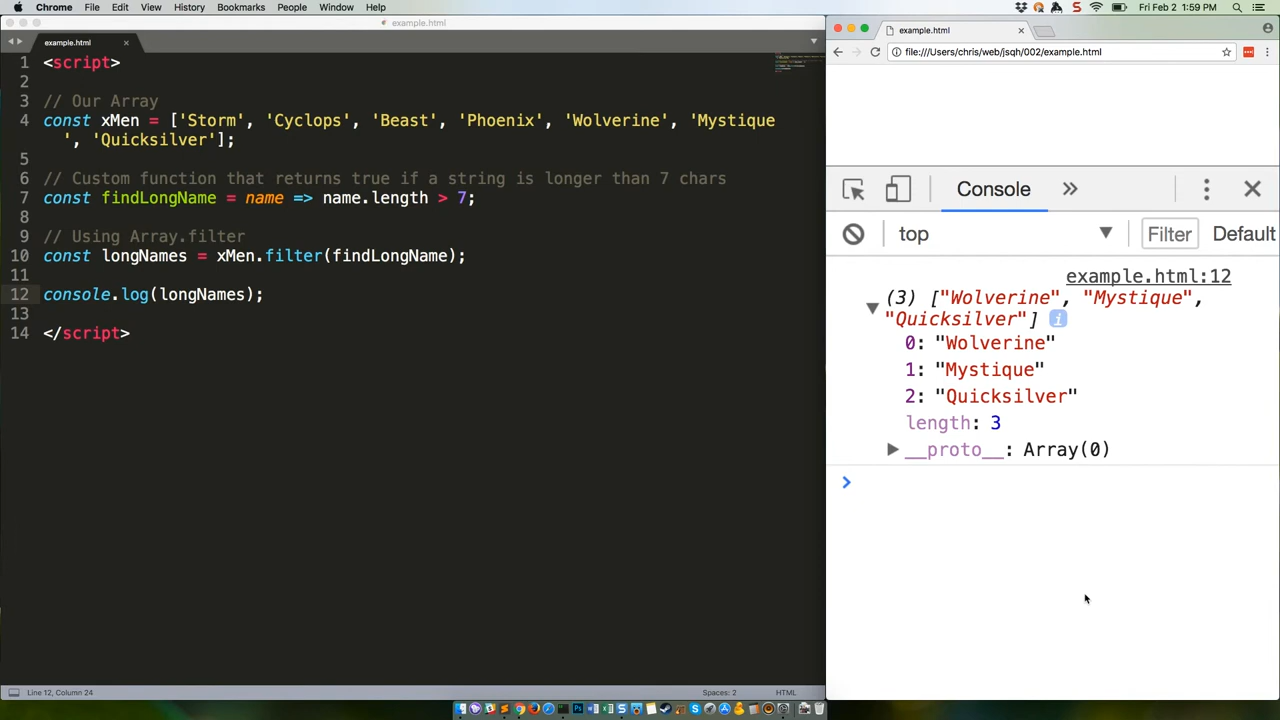 Chrome File Edit View History Bookmarks People Window Help
Fri Feb 2 1:59 PM
example.html
example.html
1 <script>
2
3 // Our Array
4 const xMen = ['Storm', 'Cyclops', 'Beast', 'Phoenix', 'Wolverine', 'Mystique
', 'Quicksilver'];
5
6 // Custom function that returns true if a string is longer than 7 chars
7 const findLongName = name => name.length > 7;
8
9 // Using Array.filter
10 const longNames = xMen.filter(findLongName);
11
12 console.log(longNames);
13
14 </script>
Line 12, Column 24
Spaces: 2
HTML
example.html
file:///Users/chris/web/jsqh/002/example.html
Console
top
Filter
Default
example.html:12
(3) ["Wolverine", "Mystique",
"Quicksilver"] i
0: "Wolverine"
1: "Mystique"
2: "Quicksilver"
length: 3
__proto__: Array(0)